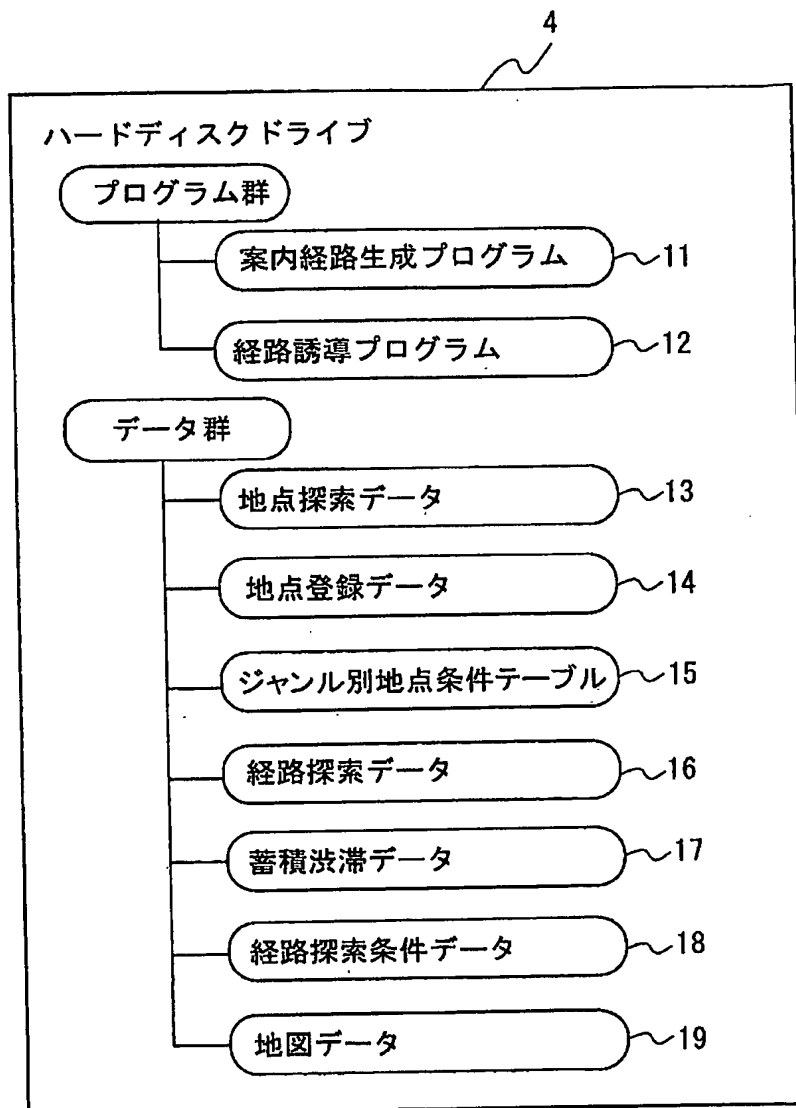 4
ハードディスクドライブ
プログラム群
案内経路生成プログラム 11
経路誘導プログラム 12
データ群
地点探索データ 13
地点登録データ 14
ジャンル別地点条件テーブル 15
経路探索データ 16
蓄積渋滞データ 17
経路探索条件データ 18
地図データ 19